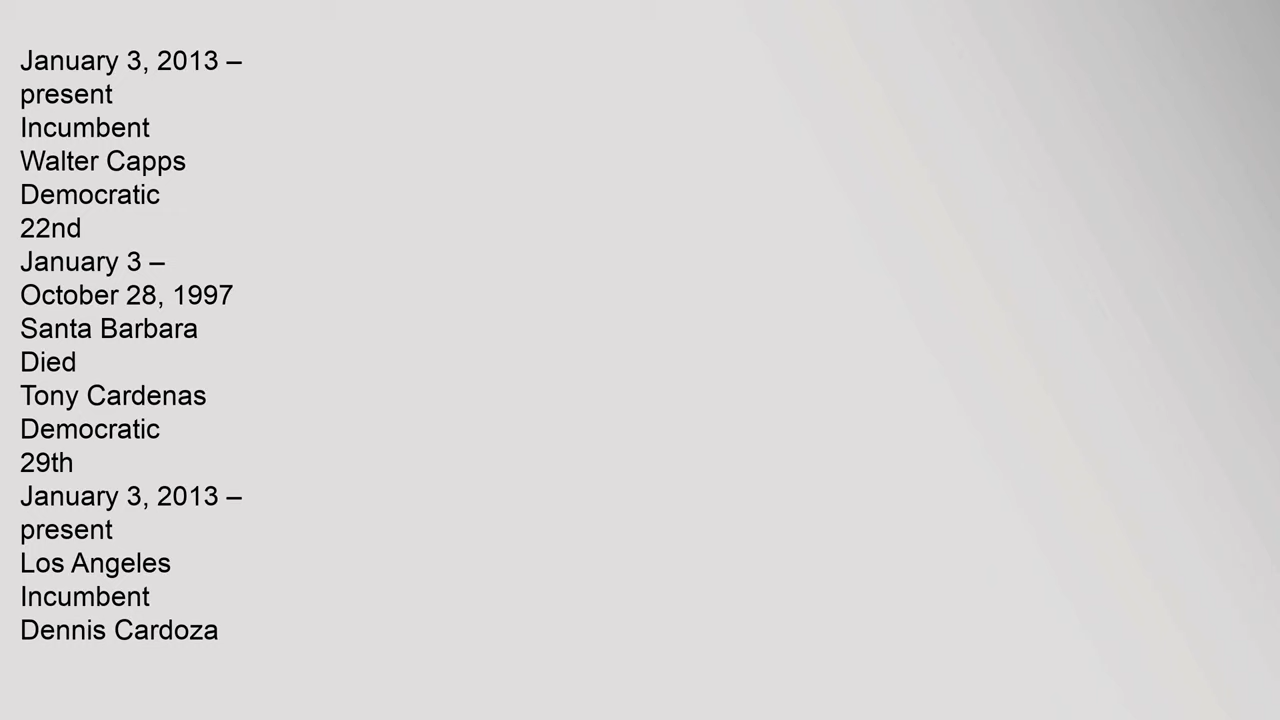 January 3, 2013 –
present
Incumbent
Walter Capps
Democratic
22nd
January 3 –
October 28, 1997
Santa Barbara
Died
Tony Cardenas
Democratic
29th
January 3, 2013 –
present
Los Angeles
Incumbent
Dennis Cardoza